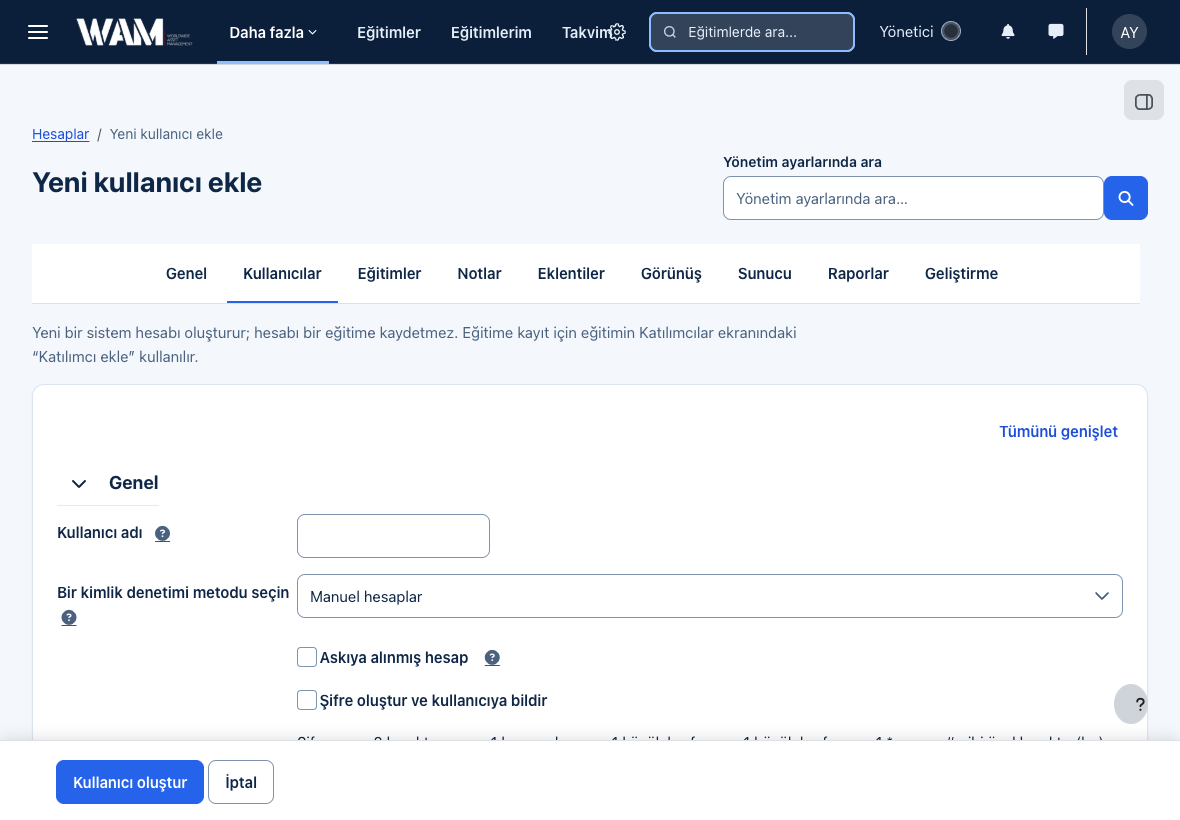 WAM
Daha fazla
Eğitimler
Eğitimlerim
Takvim
Eğitimlerde ara...
Yönetici
AY
Hesaplar / Yeni kullanıcı ekle
Yeni kullanıcı ekle
Yönetim ayarlarında ara
Yönetim ayarlarında ara...
Genel
Kullanıcılar
Eğitimler
Notlar
Eklentiler
Görünüş
Sunucu
Raporlar
Geliştirme
Yeni bir sistem hesabı oluşturur; hesabı bir eğitime kaydetmez. Eğitime kayıt için eğitimin Katılımcılar ekranındaki
“Katılımcı ekle” kullanılır.
Tümünü genişlet
Genel
Kullanıcı adı ?
Bir kimlik denetimi metodu seçin
?
Manuel hesaplar
Askıya alınmış hesap ?
Şifre oluştur ve kullanıcıya bildir
?
Kullanıcı oluştur
İptal